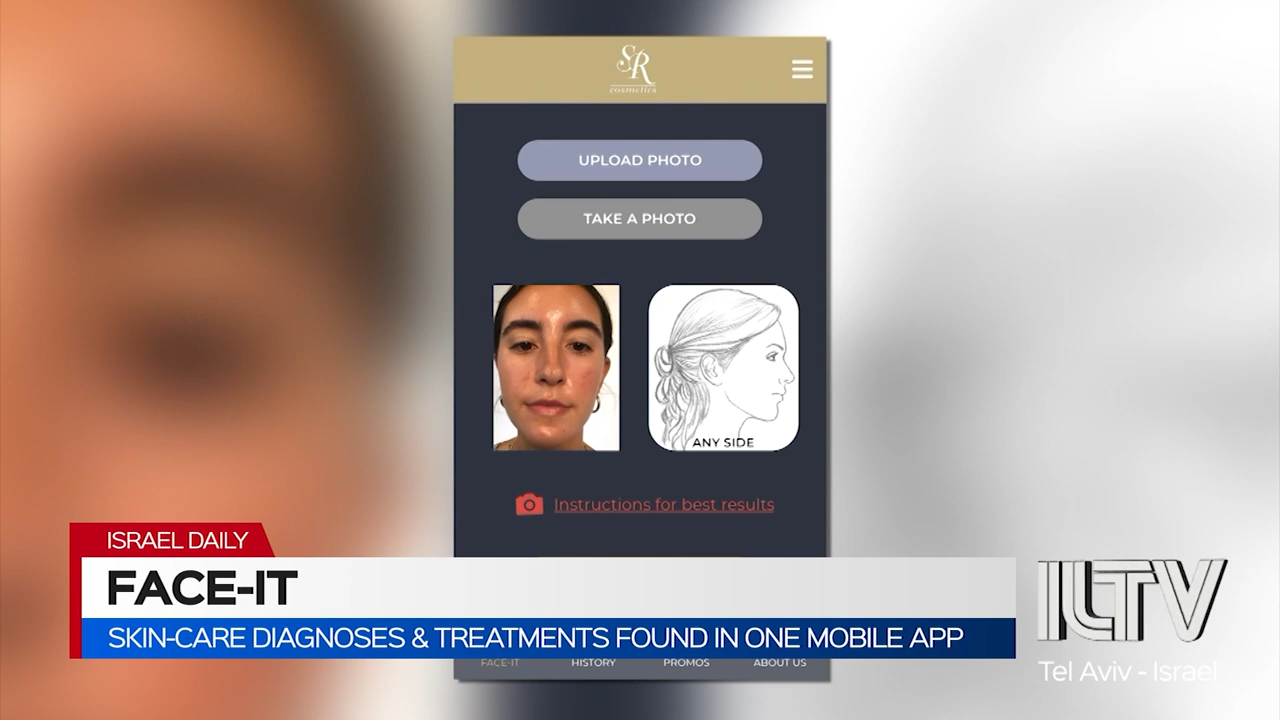 SR
cosmetics
UPLOAD PHOTO
TAKE A PHOTO
ANY SIDE
Instructions for best results
ISRAEL DAILY
FACE-IT
SKIN-CARE DIAGNOSES & TREATMENTS FOUND IN ONE MOBILE APP
FACE-IT HISTORY PROMOS ABOUT US
ILTV
Tel Aviv - Israel